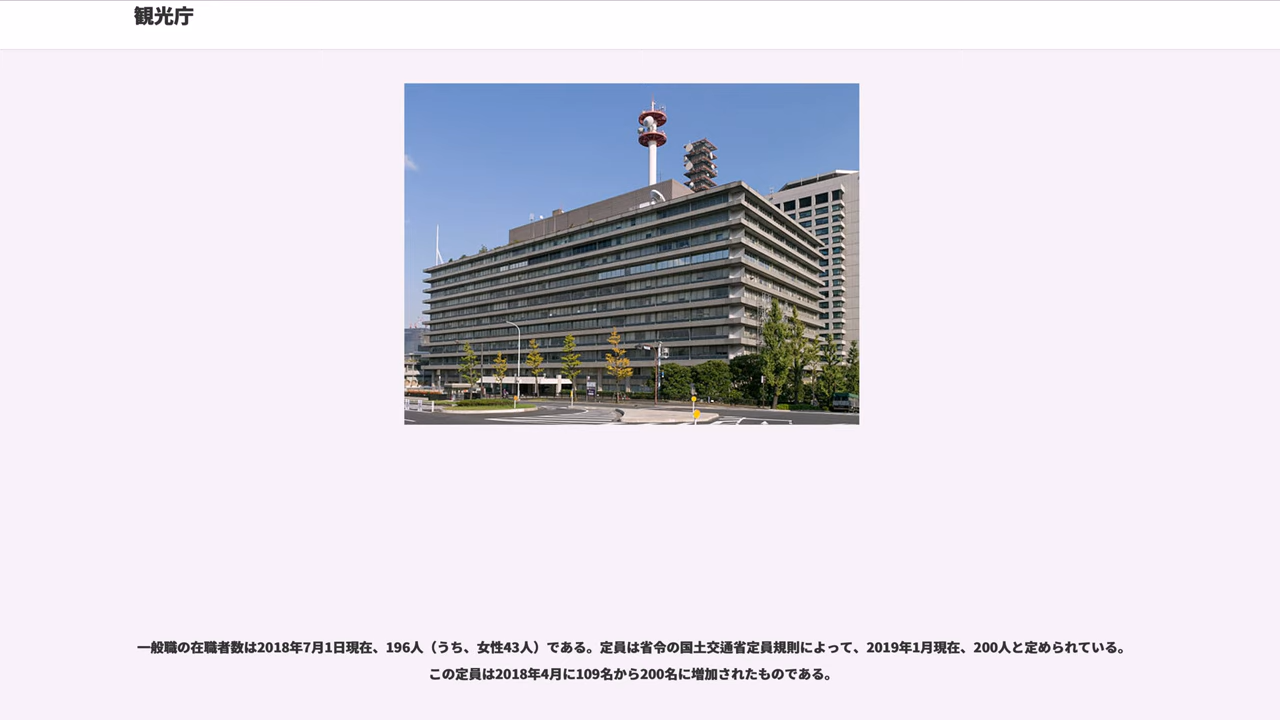 観光庁
一般職の在職者数は2018年7月1日現在、196人（うち、女性43人）である。定員は省令の国土交通省定員規則によって、2019年1月現在、200人と定められている。
この定員は2018年4月に109名から200名に増加されたものである。